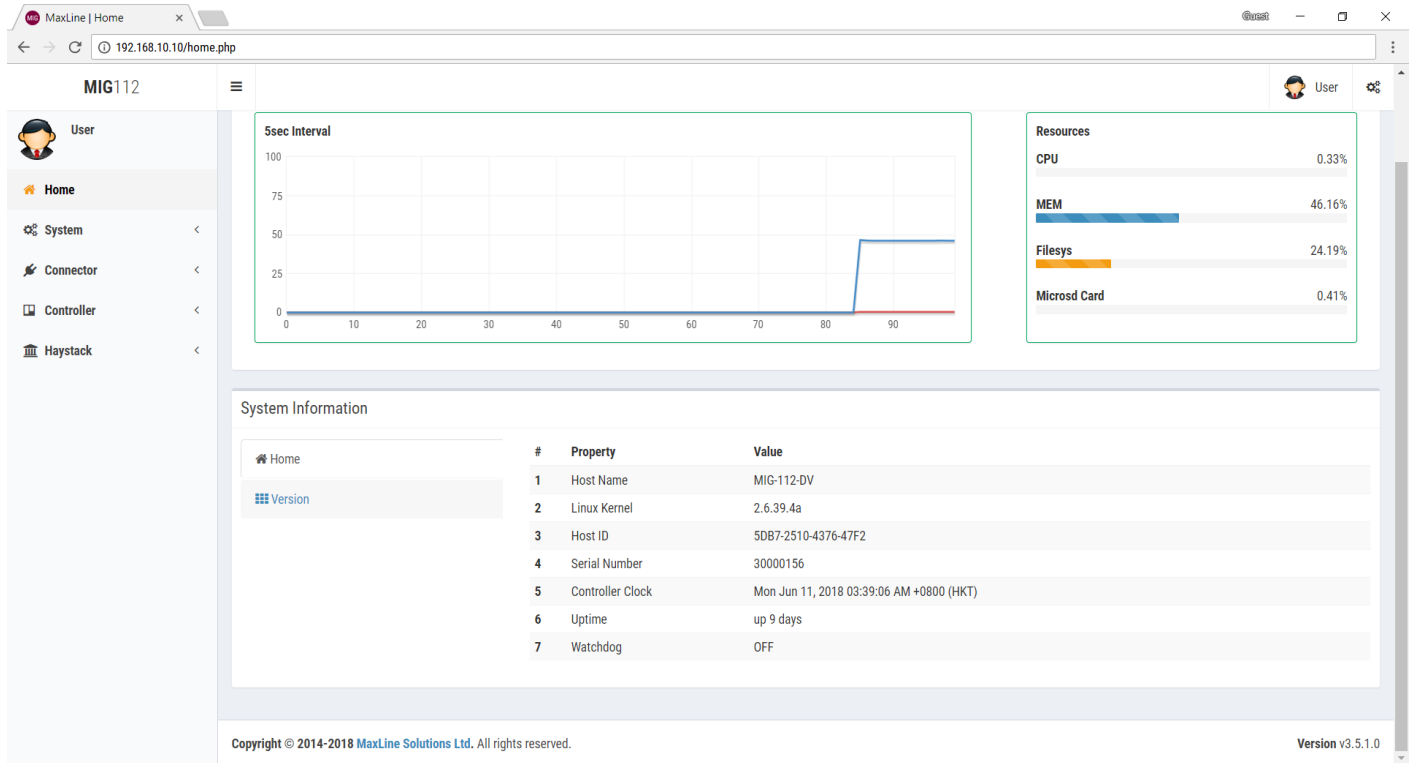 MIG MaxLine | Home
Guest
192.168.10.10/home.php
MIG112
User
User
Home
System
Connector
Controller
Haystack
5sec Interval
100
75
50
25
0
0 10 20 30 40 50 60 70 80 90
Resources
CPU 0.33%
MEM 46.16%
Filesys 24.19%
Microsd Card 0.41%
System Information
Home
Version
# Property Value
1 Host Name MIG-112-DV
2 Linux Kernel 2.6.39.4a
3 Host ID 5DB7-2510-4376-47F2
4 Serial Number 30000156
5 Controller Clock Mon Jun 11, 2018 03:39:06 AM +0800 (HKT)
6 Uptime up 9 days
7 Watchdog OFF
Copyright © 2014-2018 MaxLine Solutions Ltd. All rights reserved.
Version v3.5.1.0